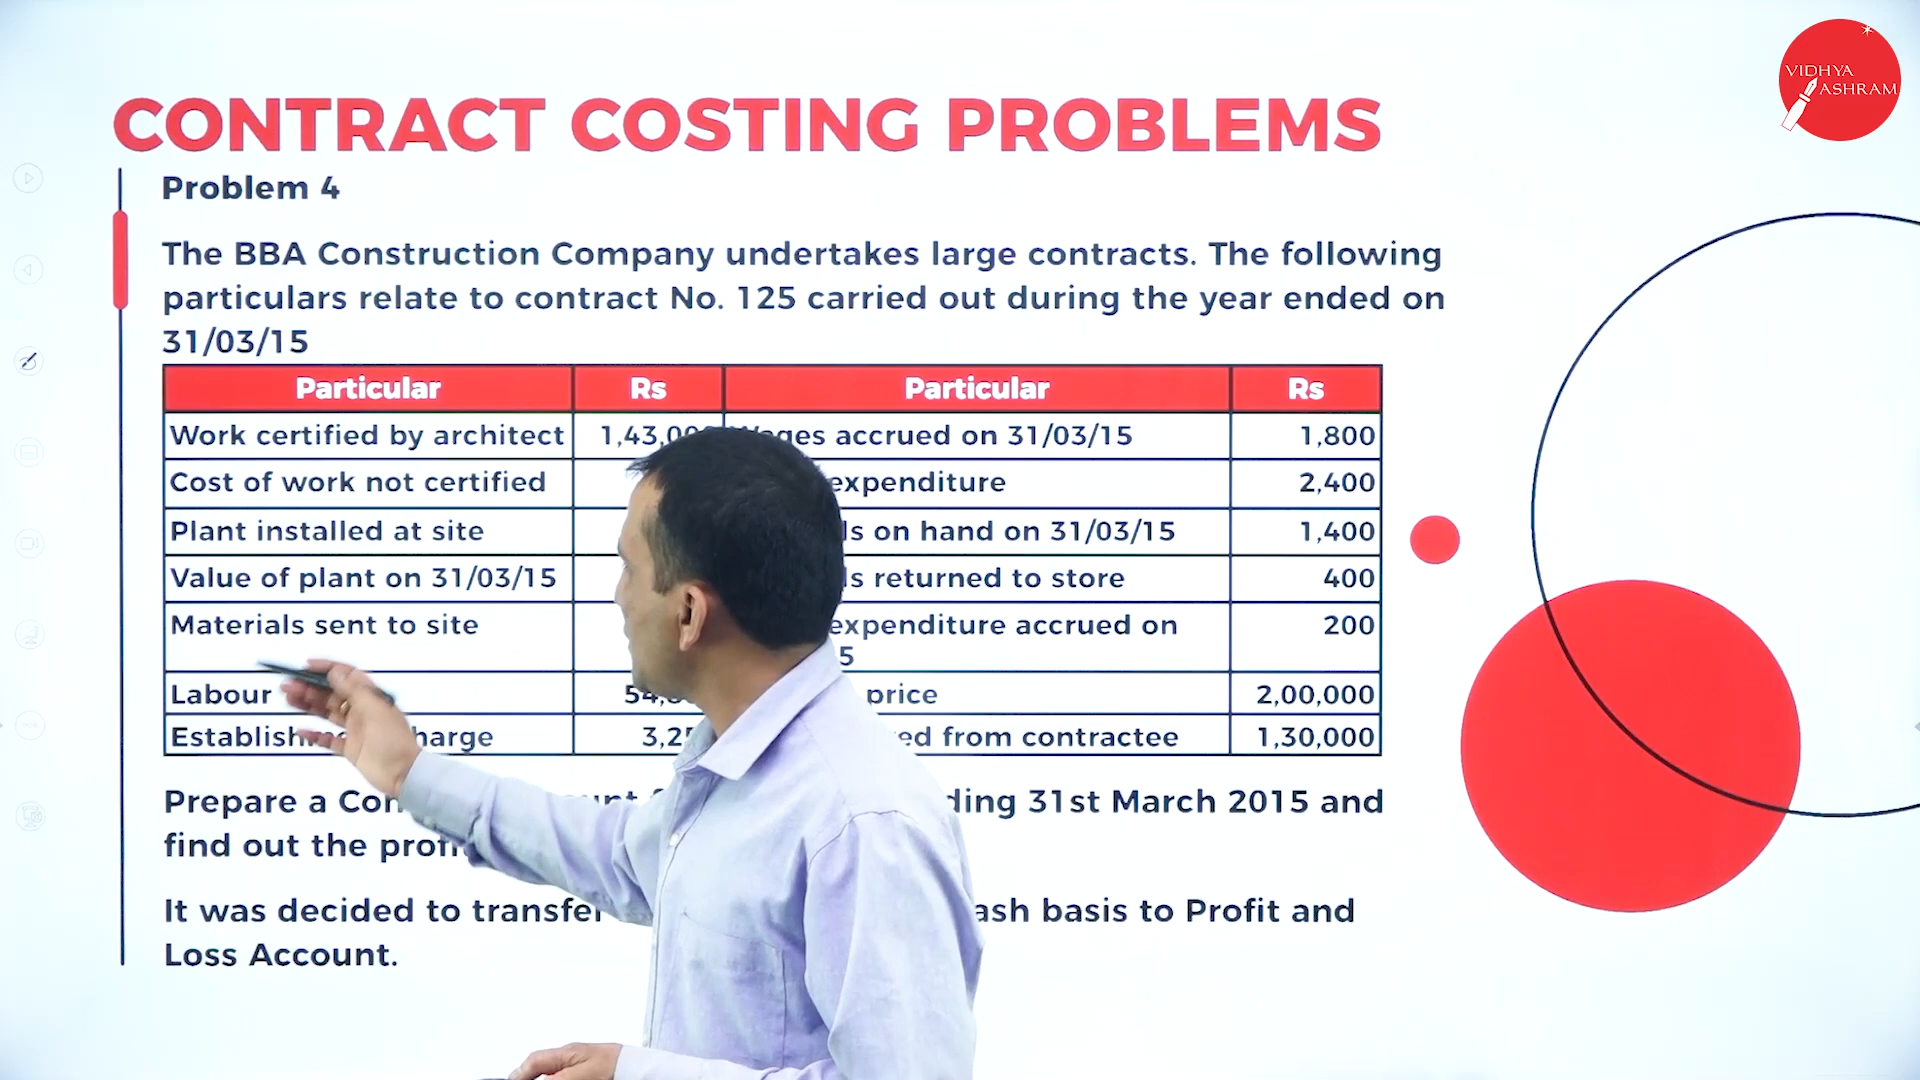 VIDHYA
ASHRAM
CONTRACT COSTING PROBLEMS
Problem 4
The BBA Construction Company undertakes large contracts. The following
particulars relate to contract No. 125 carried out during the year ended on
31/03/15
Particular Rs Particular Rs
Work certified by architect accrued on 31/03/15 1,800
Cost of work not certified expenditure 2,400
Plant installed at site on hand on 31/03/15 1,400
Value of plant on 31/03/15 returned to store 400
Materials sent to site expenditure accrued on 200
Labour price 2,00,000
from contractee 1,30,000
Prepare a 31st March 2015 and
find out the
It was decided to basis to Profit and
Loss Account.